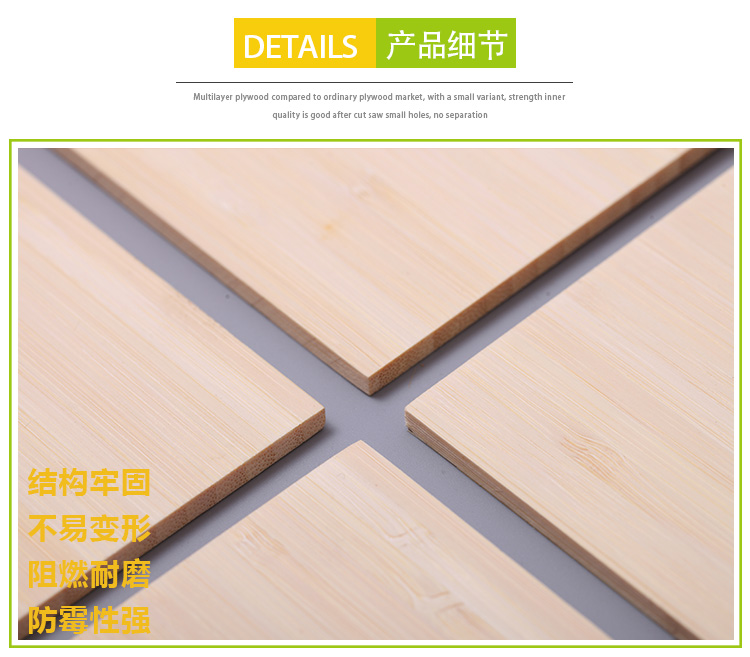 DETAILS 产品细节
Multilayer plywood compared to ordinary plywood market, with a small variant, strength inner
quality is good after cut saw small holes, no separation
结构牢固
不易变形
阻燃耐磨
防霉性强